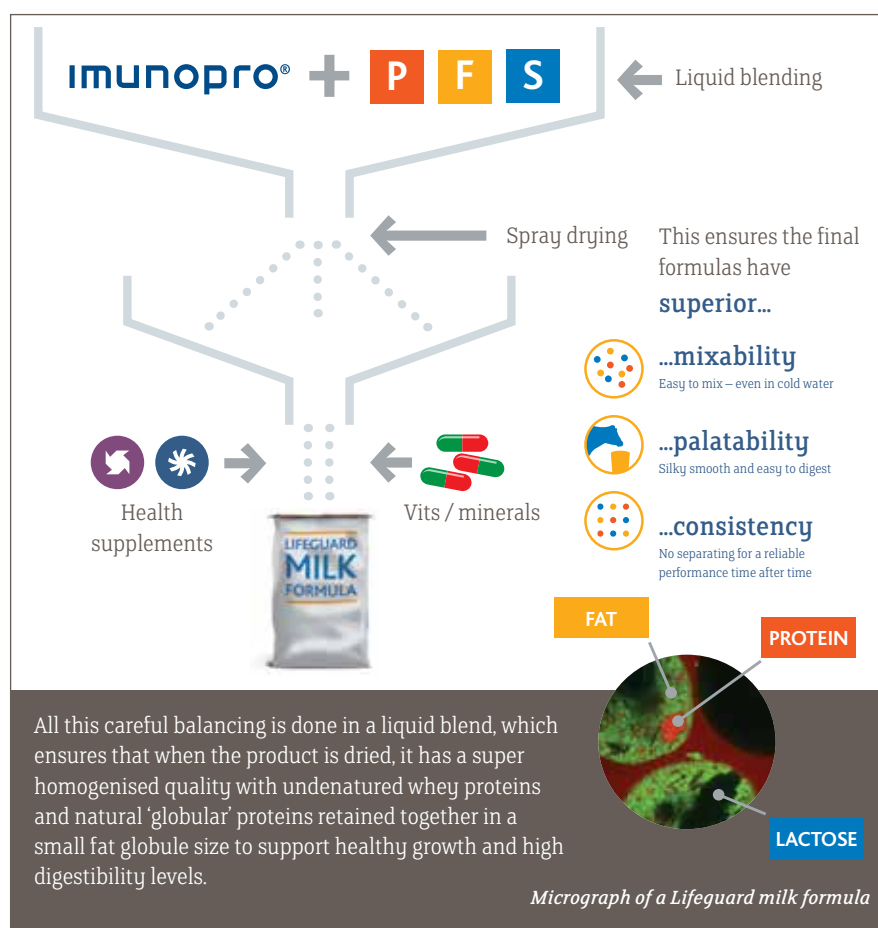 imunopro® + P F S
Liquid blending
Spray drying
This ensures the final
formulas have
superior...
...mixability
Easy to mix – even in cold water
...palatability
Silky smooth and easy to digest
...consistency
No separating for a reliable
performance time after time
Health
supplements
Vits / minerals
LIFEGUARD
MILK
FORMULA
FAT
PROTEIN
LACTOSE
All this careful balancing is done in a liquid blend, which
ensures that when the product is dried, it has a super
homogenised quality with undenatured whey proteins
and natural ‘globular’ proteins retained together in a
small fat globule size to support healthy growth and high
digestibility levels.
Micrograph of a Lifeguard milk formula